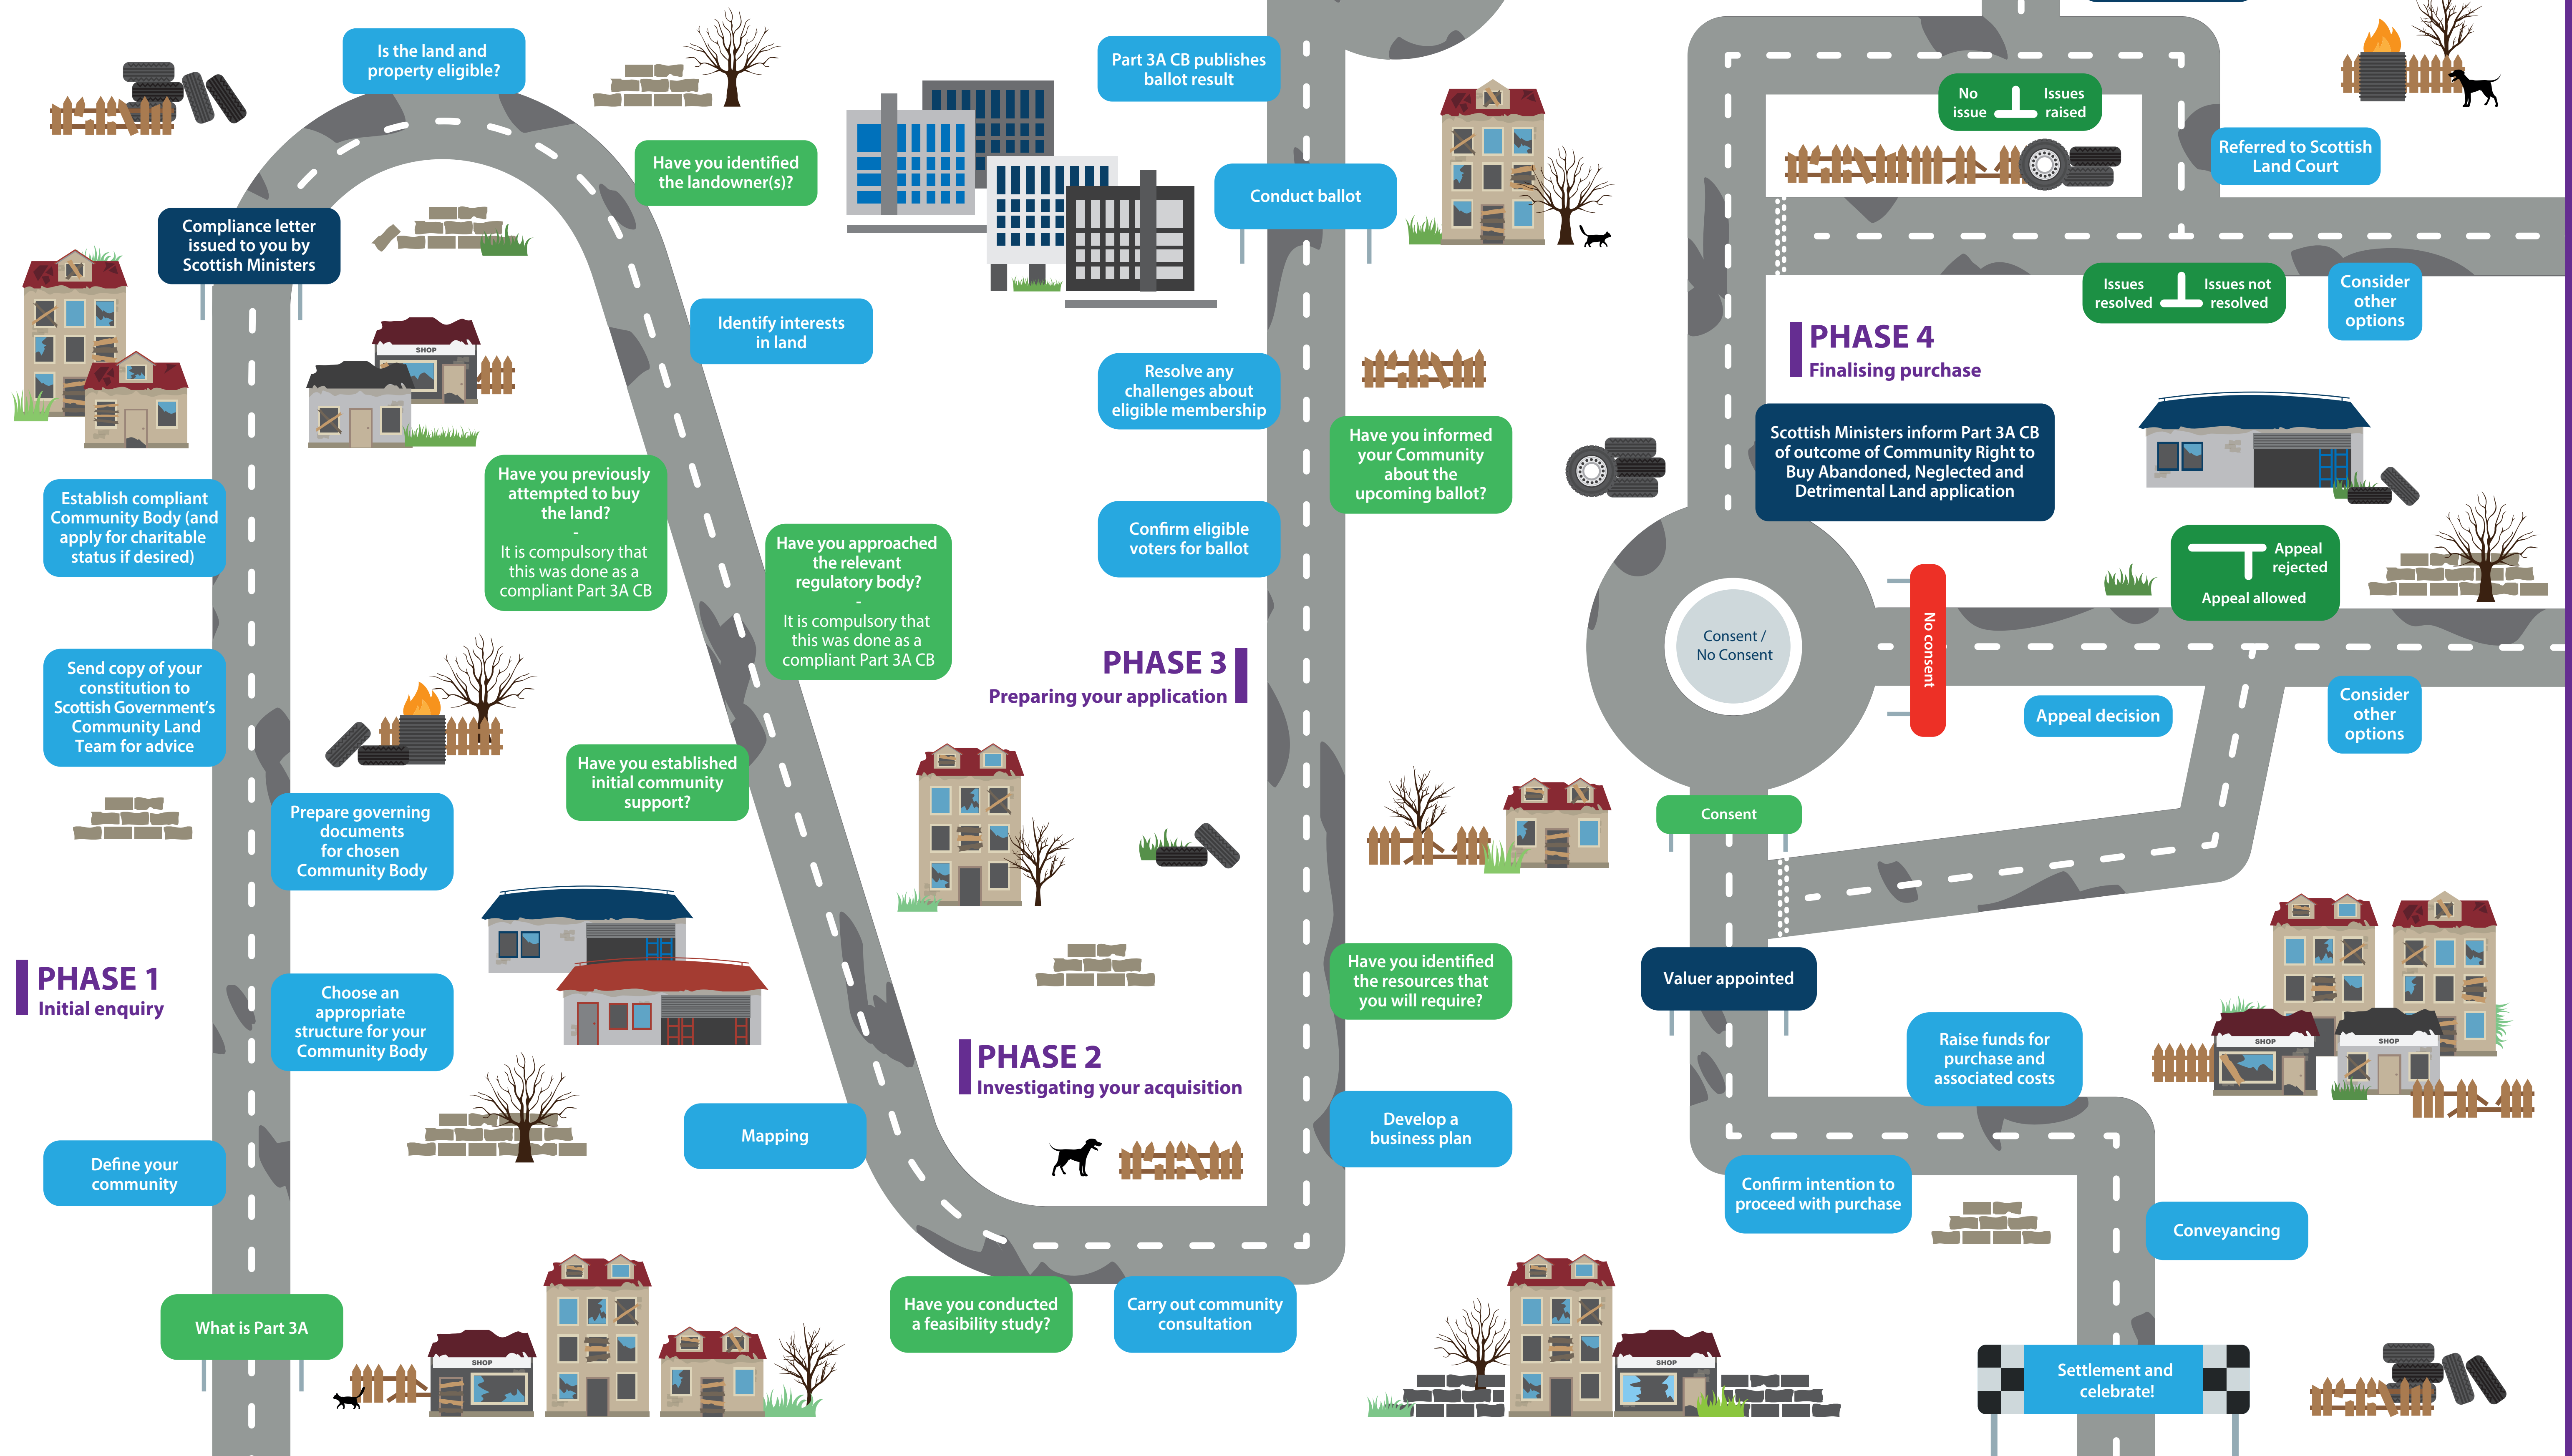 PHASE 1
Initial enquiry
What is Part 3A
Define your
community
Choose an
appropriate
structure for your
Community Body
Prepare governing
documents
for chosen
Community Body
Send copy of your
constitution to
Scottish Government's
Community Land
Team for advice
Establish compliant
Community Body (and
apply for charitable
status if desired)
Compliance letter
issued to you by
Scottish Ministers
Is the land and
property eligible?
Have you identified
the landowner(s)?
Identify interests
in land
Have you previously
attempted to buy
the land?
-
It is compulsory that
this was done as a
compliant Part 3A CB
Have you approached
the relevant
regulatory body?
-
It is compulsory that
this was done as a
compliant Part 3A CB
Have you established
initial community
support?
Mapping
PHASE 2
Investigating your acquisition
Have you conducted
a feasibility study?
Carry out community
consultation
Develop a
business plan
Have you identified
the resources that
you will require?
PHASE 3
Preparing your application
Confirm eligible
voters for ballot
Have you informed
your Community
about the
upcoming ballot?
Resolve any
challenges about
eligible membership
Conduct ballot
Part 3A CB publishes
ballot result
No
issue
Issues
raised
Referred to Scottish
Land Court
Issues
resolved
Issues not
resolved
Consider
other
options
PHASE 4
Finalising purchase
Scottish Ministers inform Part 3A CB
of outcome of Community Right to
Buy Abandoned, Neglected and
Detrimental Land application
Consent /
No Consent
No consent
Appeal
rejected
Appeal allowed
Appeal decision
Consider
other
options
Consent
Valuer appointed
Raise funds for
purchase and
associated costs
Confirm intention to
proceed with purchase
Conveyancing
Settlement and
celebrate!
SHOP
SHOP
SHOP
SHOP
SHOP